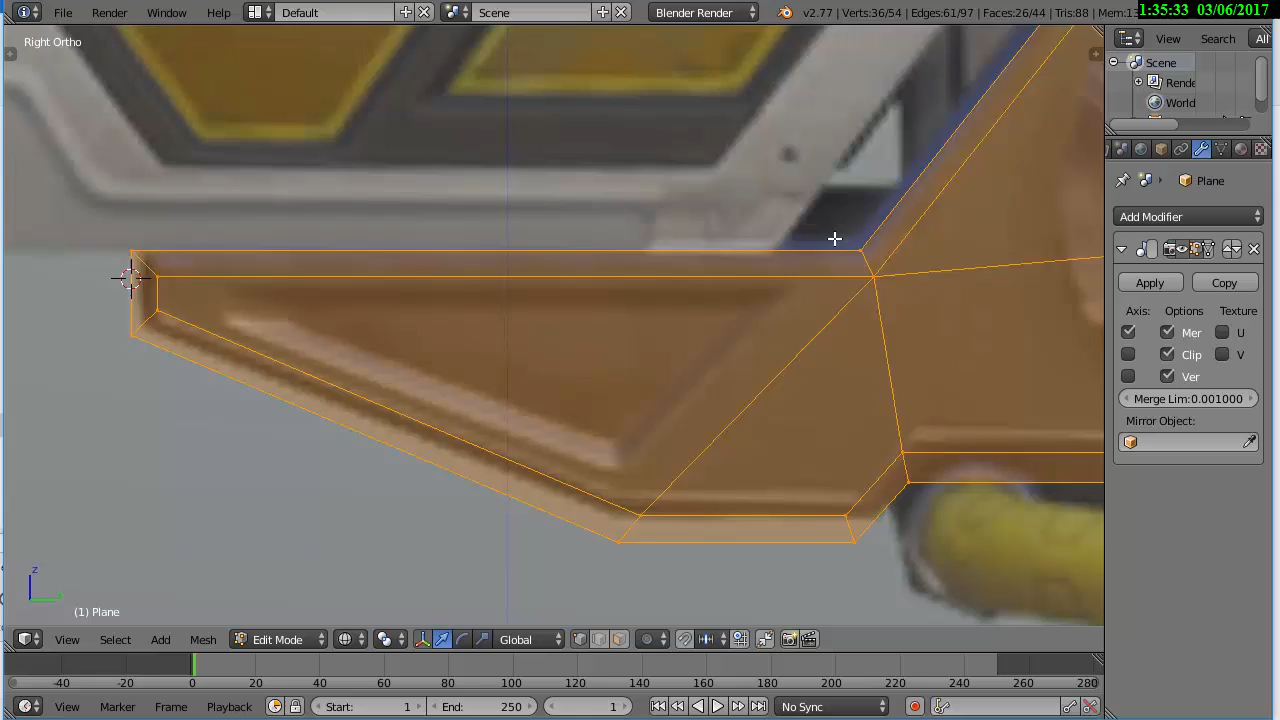 File Render Window Help Default Scene Blender Render v2.77 | Verts:36/54 | Edges:61/97 | Faces:26/44 | Tris:88 |
1:35:33 03/06/2017
Right Ortho
View Search All
Scene
Rende
World
Plane
Add Modifier
Apply Copy
Axis: Options Texture
Mer U
Clip V
Ver
Merge Lim:0.001000
Mirror Object:
z
(1) Plane
View Select Add Mesh Edit Mode Global
-40 -20 0 20 40 60 80 100 120 140 160 180 200 220 240 260 280
View Marker Frame Playback Start: 1 End: 250 1 No Sync